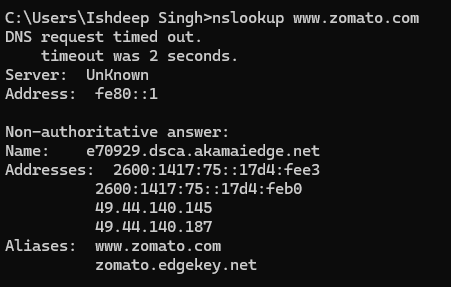 C:\Users\Ishdeep Singh>nslookup www.zomato.com
DNS request timed out.
    timeout was 2 seconds.
Server:  UnKnown
Address:  fe80::1

Non-authoritative answer:
Name:    e70929.dsca.akamaiedge.net
Addresses:  2600:1417:75::17d4:fee3
          2600:1417:75::17d4:feb0
          49.44.140.145
          49.44.140.187
Aliases:  www.zomato.com
          zomato.edgekey.net